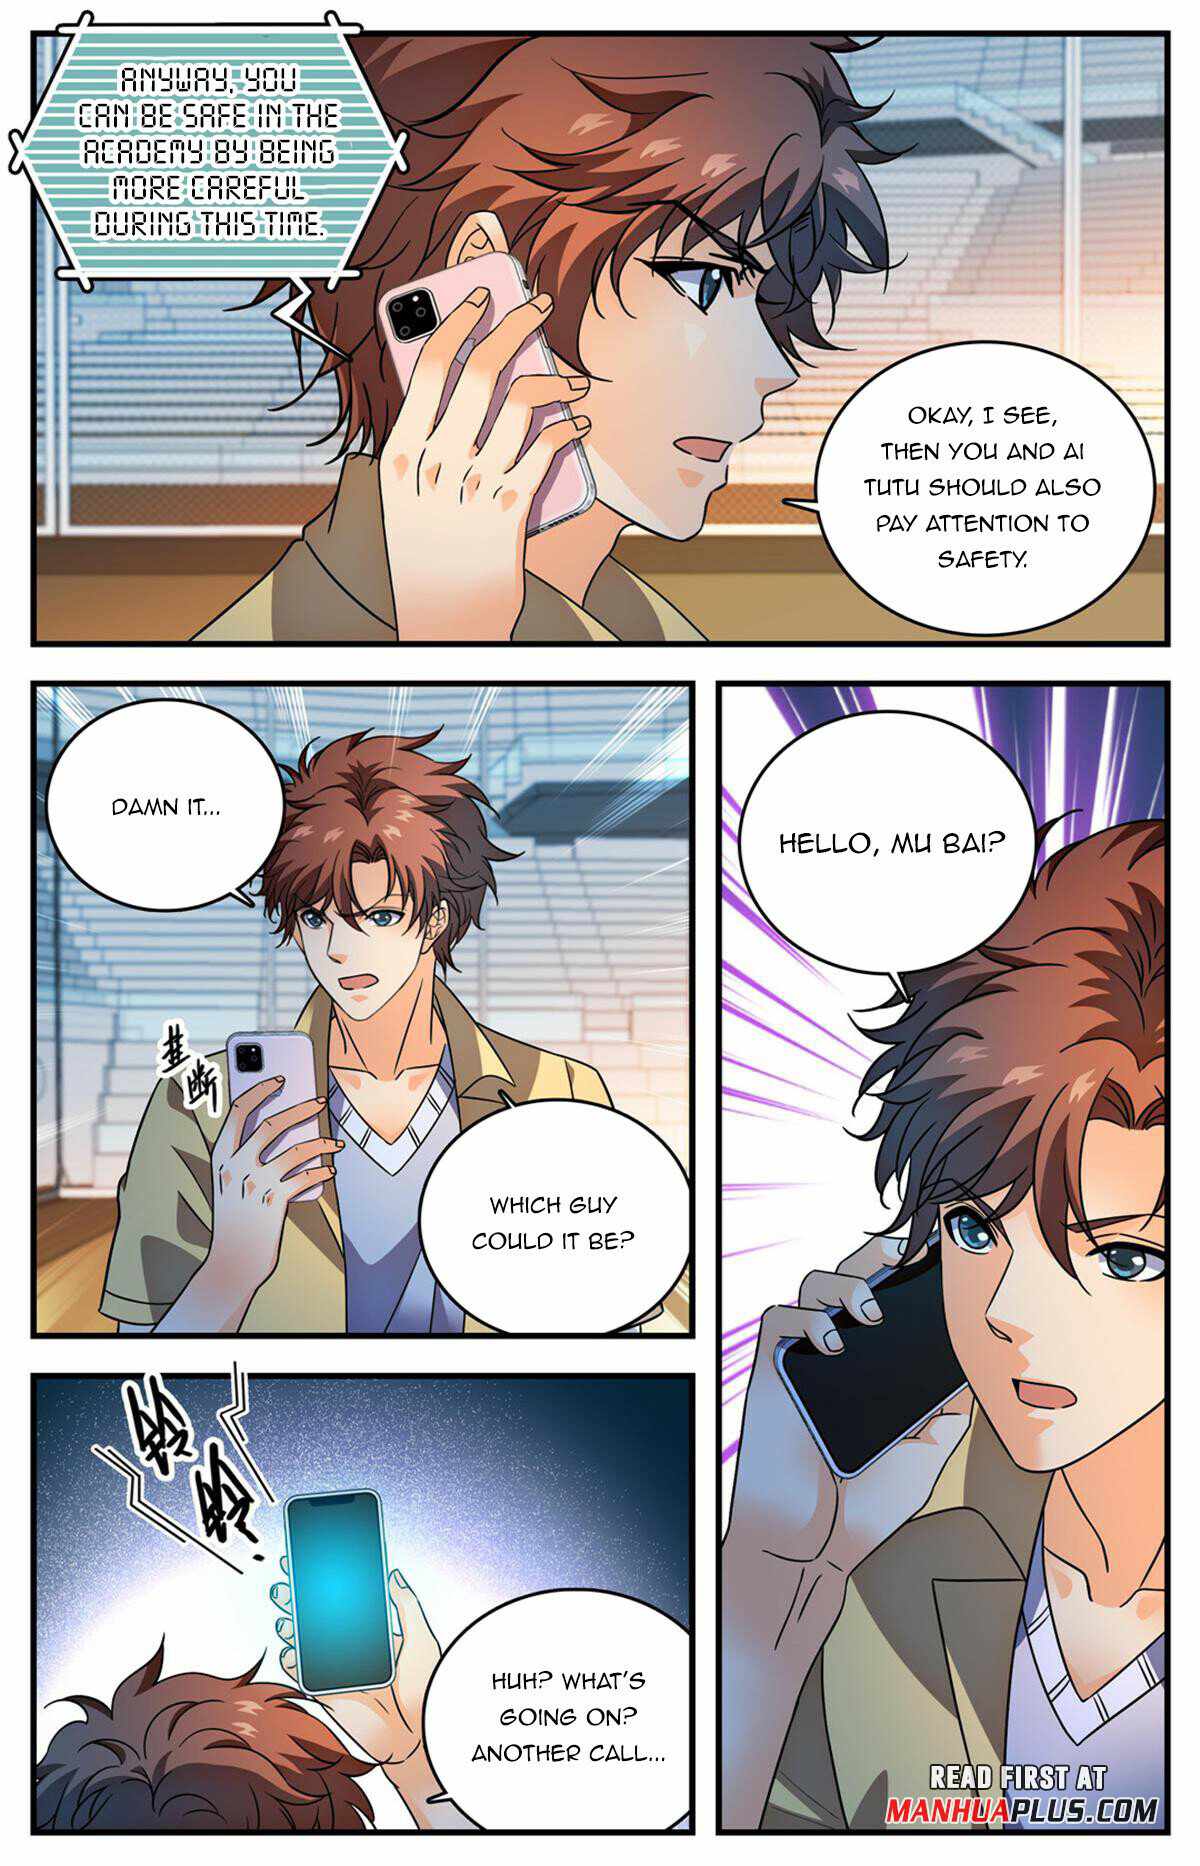 ANYWAY, YOU
CAN BE SAFE IN THE
ACADEMY BY BEING
MORE CAREFUL
DURING THIS TIME.
OKAY, I SEE,
THEN YOU AND AI
TUTU SHOULD ALSO
PAY ATTENTION TO
SAFETY.
DAMN IT...
挂断
WHICH GUY
COULD IT BE?
铃铃
HUH? WHAT'S
GOING ON?
ANOTHER CALL...
HELLO, MU BAI?
READ FIRST AT
MANHUAPLUS.COM